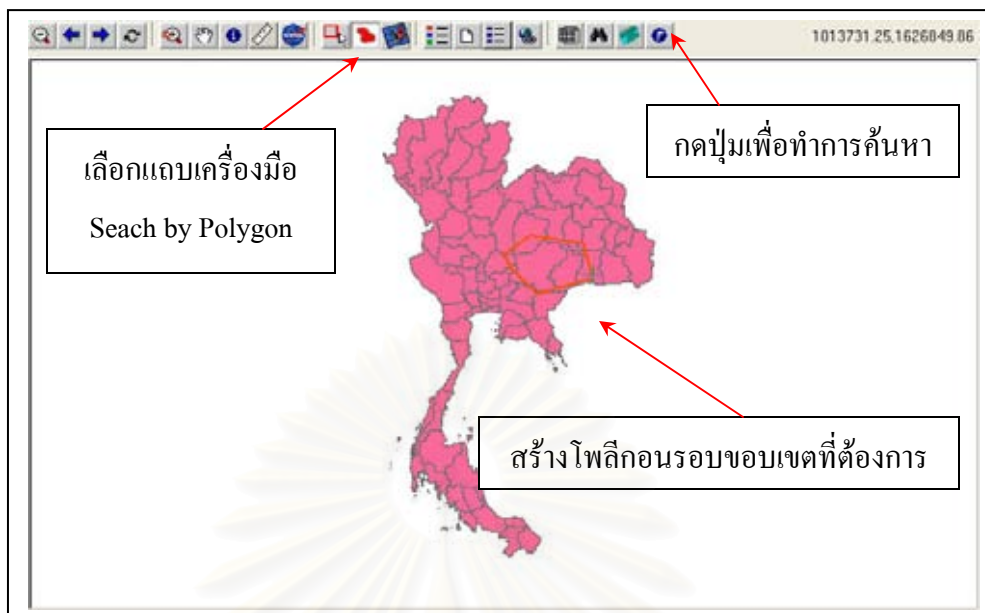 1013731.25,1626849.86
เลือกแถบเครื่องมือ
Seach by Polygon
กดปุ่มเพื่อทำการค้นหา
สร้างโพลีกอนรอบขอบเขตที่ต้องการ